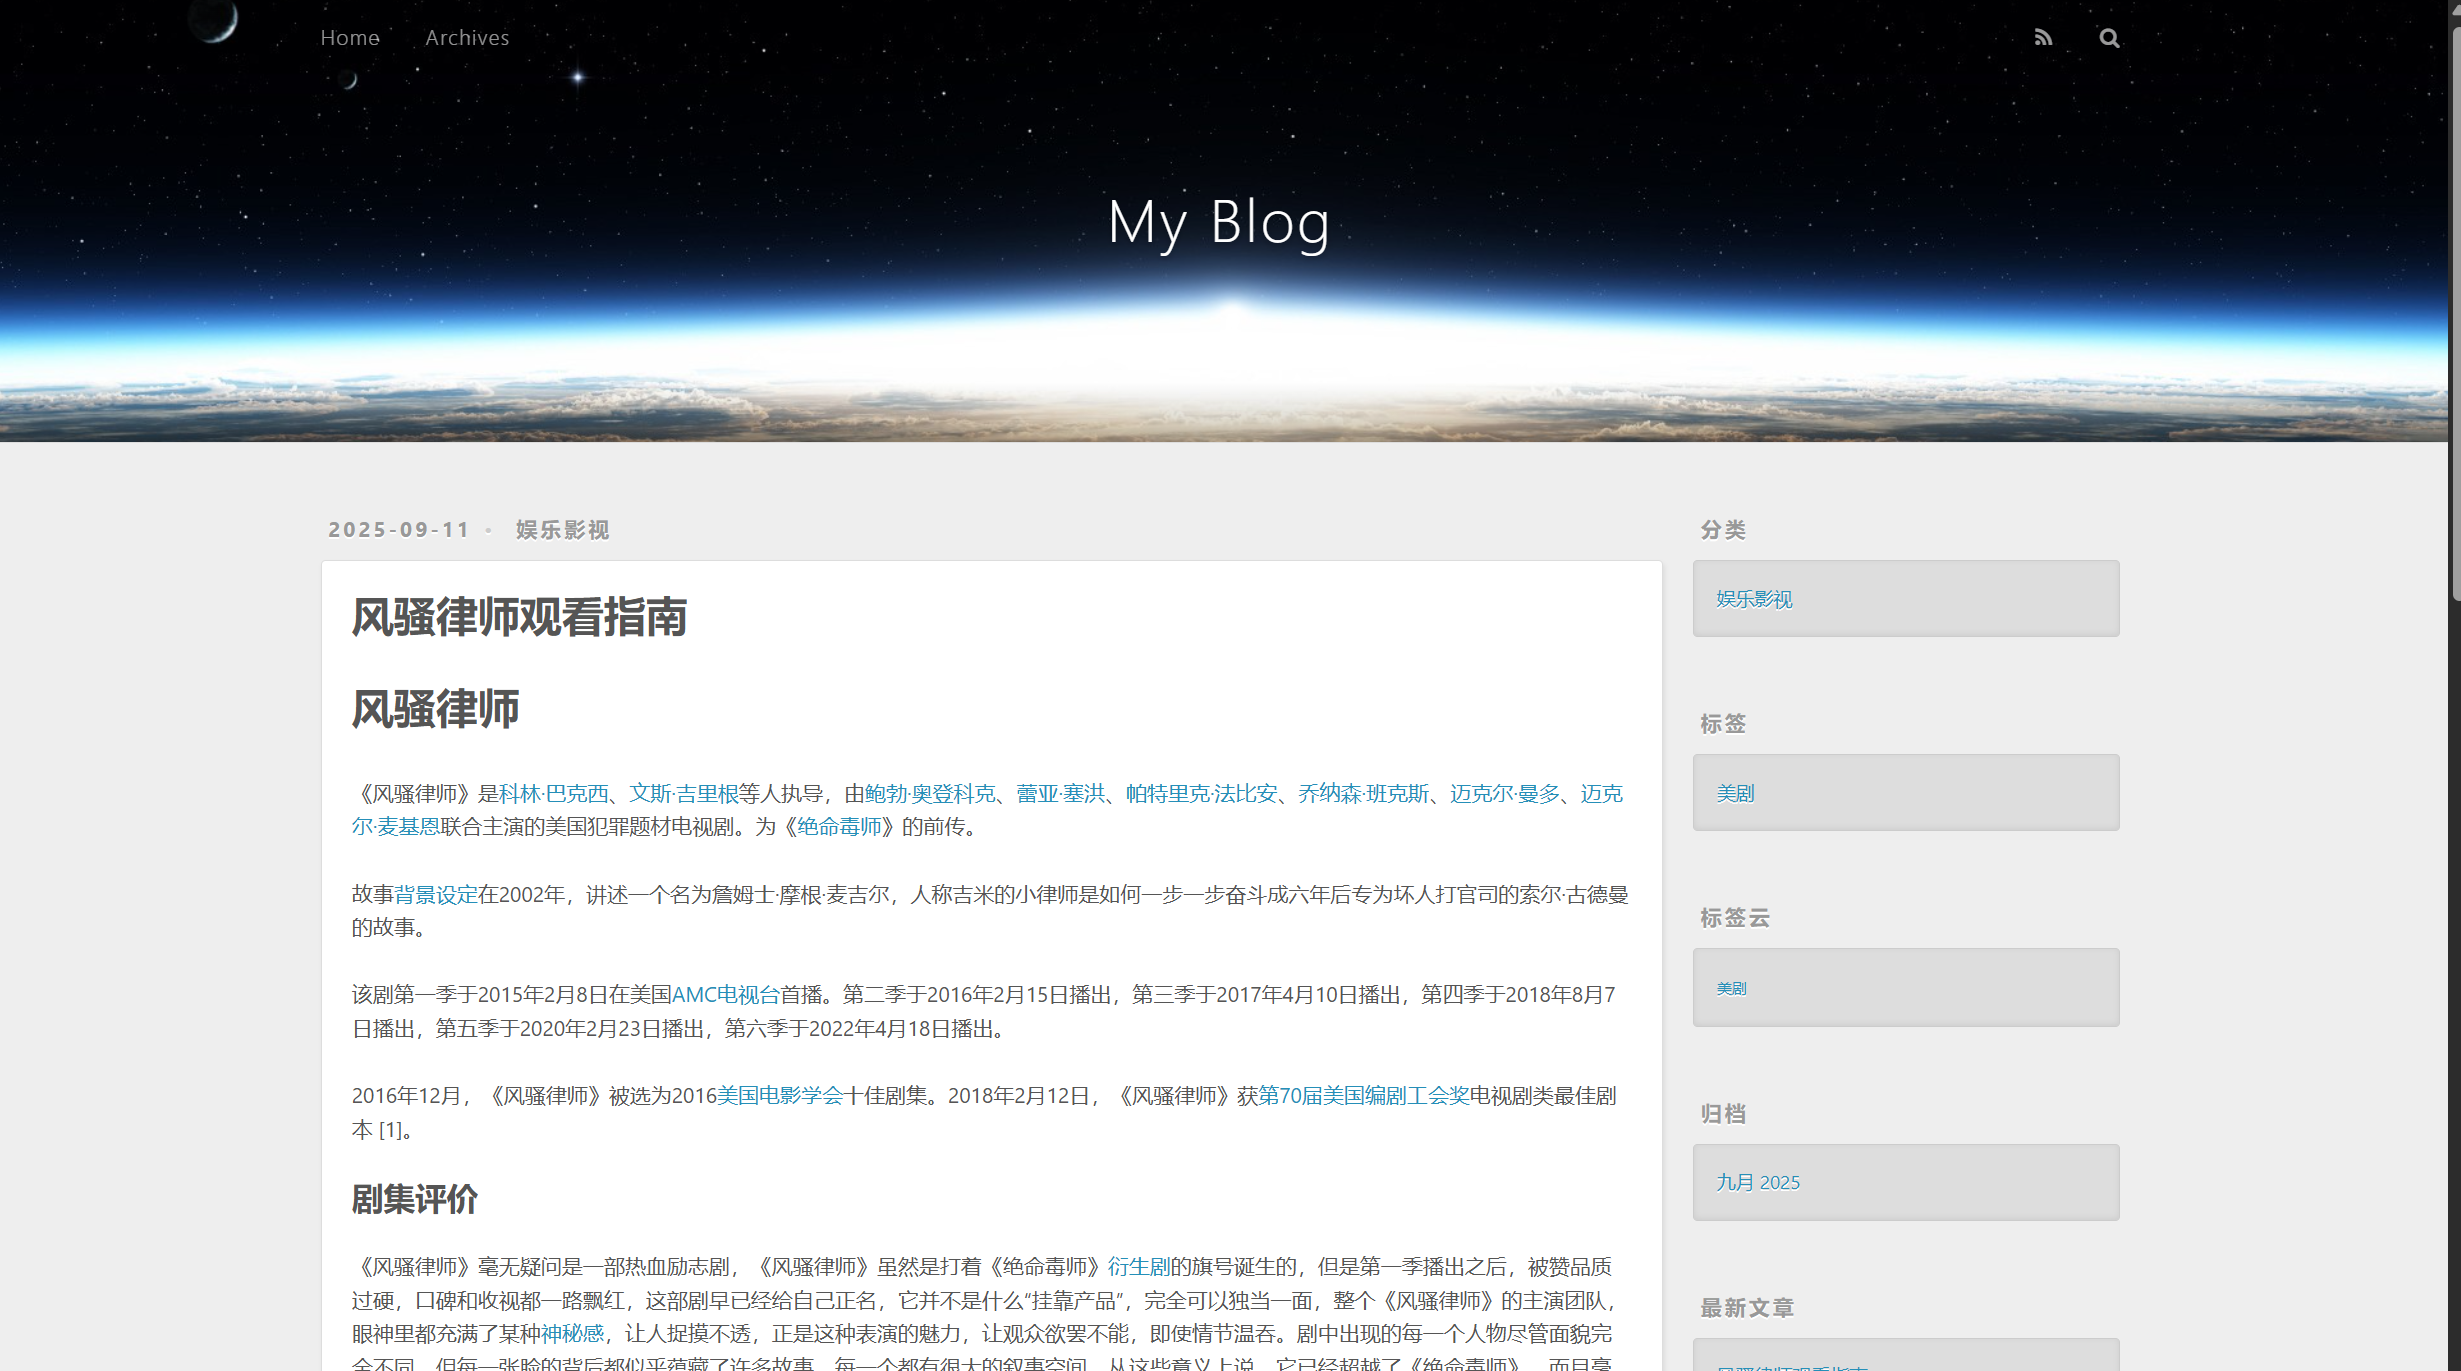 Home
Archives
My Blog
2025-09-11 • 娱乐影视
风骚律师观看指南
风骚律师
《风骚律师》是科林·巴克西、文斯·吉里根等人执导，由鲍勃·奥登科克、蕾亚·塞洪、帕特里克·法比安、乔纳森·班克斯、迈克尔·曼多、迈克
尔·麦基恩联合主演的美国犯罪题材电视剧。为《绝命毒师》的前传。
故事背景设定在2002年，讲述一个名为詹姆士·摩根·麦吉尔，人称吉米的小律师是如何一步一步奋斗成六年后专为坏人打官司的索尔·古德曼
的故事。
该剧第一季于2015年2月8日在美国AMC电视台首播。第二季于2016年2月15日播出，第三季于2017年4月10日播出，第四季于2018年8月7
日播出，第五季于2020年2月23日播出，第六季于2022年4月18日播出。
2016年12月，《风骚律师》被选为2016美国电影学会十佳剧集。2018年2月12日，《风骚律师》获第70届美国编剧工会奖电视剧类最佳剧
本 [1]。
剧集评价
《风骚律师》毫无疑问是一部热血励志剧，《风骚律师》虽然是打着《绝命毒师》衍生剧的旗号诞生的，但是第一季播出之后，被赞品质
过硬，口碑和收视都一路飘红，这部剧早已经给自己正名，它并不是什么“挂靠产品”，完全可以独当一面，整个《风骚律师》的主演团队，
眼神里都充满了某种神秘感，让人捉摸不透，正是这种表演的魅力，让观众欲罢不能，即使情节温吞。剧中出现的每一个人物尽管面貌完
全不同，但每一张脸的背后都似乎蕴藏了许多故事，每一个都有很大的叙事空间，从这些意义上说，它已经超越了《绝命毒师》，而且毫
分类
娱乐影视
标签
美剧
标签云
美剧
归档
九月 2025
最新文章
风骚律师观看指南